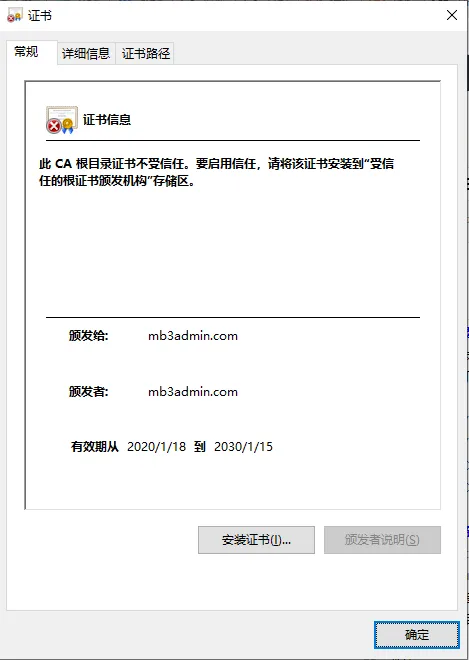 证书
常规
详细信息
证书路径
证书信息
此 CA 根目录证书不受信任。要启用信任，请将该证书安装到“受信
任的根证书颁发机构”存储区。
颁发给: mb3admin.com
颁发者: mb3admin.com
有效期从 2020/1/18 到 2030/1/15
安装证书(I)...
颁发者说明(S)
确定